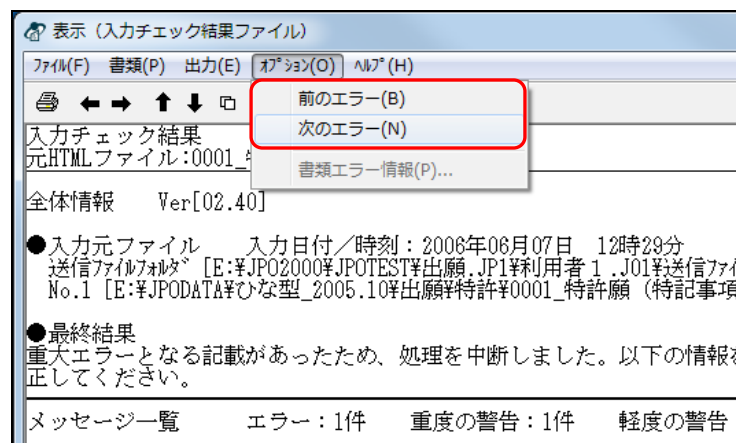 表示（入力チェック結果ファイル）
ﾌｧｲﾙ(F) 書類(P) 出力(E) ｵﾌﾟｼｮﾝ(O) ﾍﾙﾌﾟ(H)
前のエラー(B)
次のエラー(N)
書類エラー情報(P)...
入力チェック結果
元HTMLファイル:0001_
全体情報 Ver[02.40]
●入力元ファイル 入力日付／時刻：2006年06月07日 12時29分
送信ﾌｧｲﾙﾌｫﾙﾀﾞ [E:¥JPO2000¥JPOTEST¥出願.JP1¥利用者１.J01¥送信ﾌｧｲ
No.1 [E:¥JPODATA¥ひな型_2005.10¥出願¥特許¥0001_特許願（特記事項
●最終結果
重大エラーとなる記載があったため、処理を中断しました。以下の情報を
正してください。
メッセージ一覧 エラー：1件 重度の警告：1件 軽度の警告